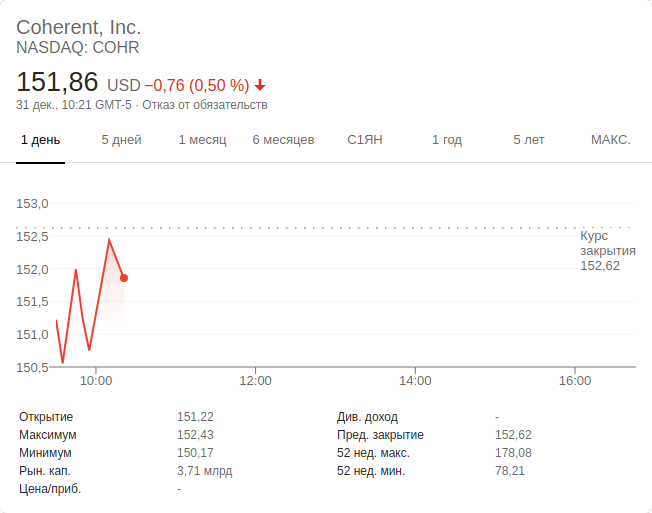 Coherent, Inc.
NASDAQ: COHR
151,86 USD −0,76 (0,50 %)
31 дек., 10:21 GMT-5 · Отказ от обязательств
1 день 5 дней 1 месяц 6 месяцев С1ЯН 1 год 5 лет МАКС.
153,0
152,5
Курс
закрытия
152,62
152,0
151,5
151,0
150,5
10:00 12:00 14:00 16:00
Открытие 151,22 Див. доход -
Максимум 152,43 Пред. закрытие 152,62
Минимум 150,17 52 нед. макс. 178,08
Рын. кап. 3,71 млрд 52 нед. мин. 78,21
Цена/приб. -